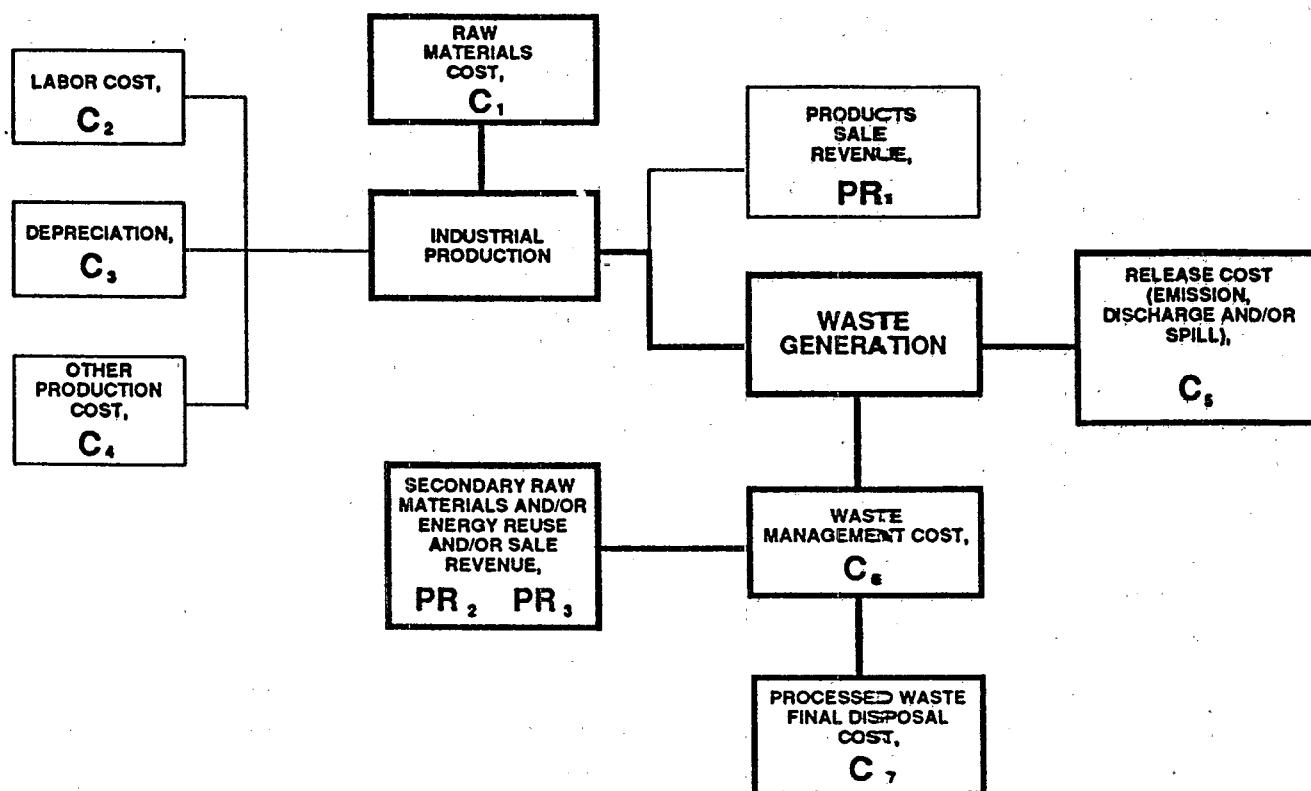 RAW
MATERIALS
COST,
C₁
LABOR COST,
C₂
DEPRECIATION,
C₃
OTHER
PRODUCTION
COST,
C₄
INDUSTRIAL
PRODUCTION
PRODUCTS
SALE
REVENUE,
PR₁
WASTE
GENERATION
RELEASE COST
(EMISSION,
DISCHARGE AND/OR
SPILL),
C₅
SECONDARY RAW
MATERIALS AND/OR
ENERGY REUSE
AND/OR SALE
REVENUE,
PR₂ PR₃
WASTE
MANAGEMENT COST,
C₆
PROCESSED WASTE
FINAL DISPOSAL
COST,
C₇